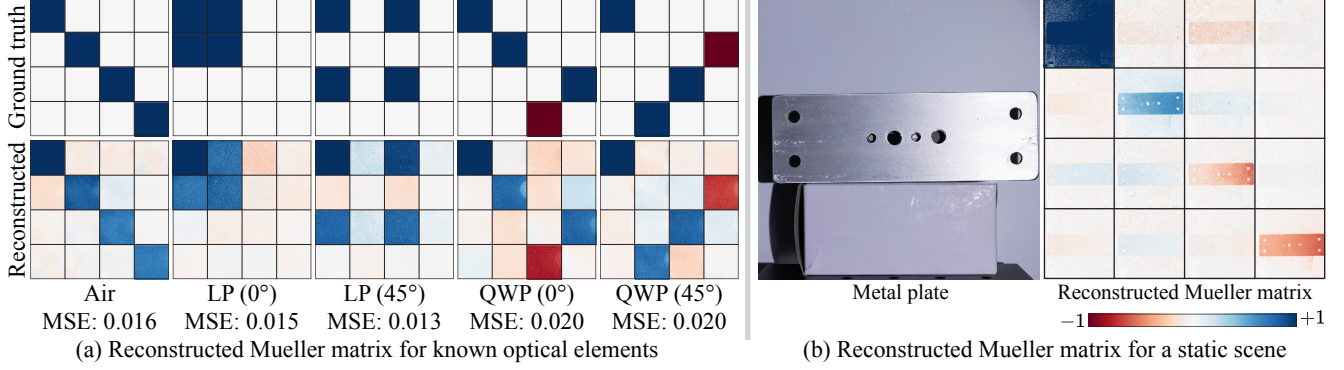 Ground truth
Reconstructed
Air
MSE: 0.016
LP (0°)
MSE: 0.015
LP (45°)
MSE: 0.013
QWP (0°)
MSE: 0.020
QWP (45°)
MSE: 0.020
(a) Reconstructed Mueller matrix for known optical elements
Metal plate
Reconstructed Mueller matrix
−1 +1
(b) Reconstructed Mueller matrix for a static scene